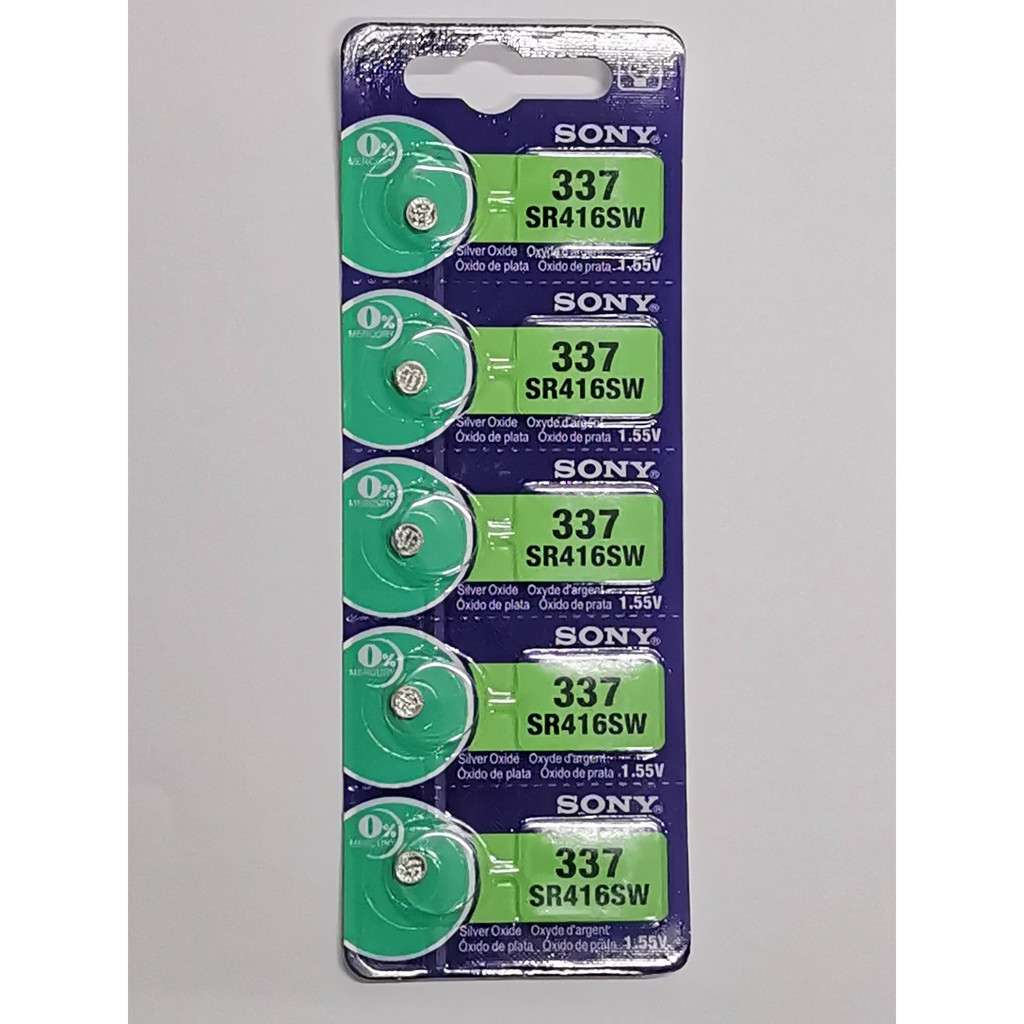 SONY
0%
MERCURY
337
SR416SW
Silver Oxide Oxyde d'argent
Óxido de plata Óxido de prata 1.55V
SONY
0%
MERCURY
337
SR416SW
Silver Oxide Oxyde d'argent
Óxido de plata Óxido de prata 1.55V
SONY
0%
MERCURY
337
SR416SW
Silver Oxide Oxyde d'argent
Óxido de plata Óxido de prata 1.55V
SONY
0%
MERCURY
337
SR416SW
Silver Oxide Oxyde d'argent
Óxido de plata Óxido de prata 1.55V
SONY
0%
MERCURY
337
SR416SW
Silver Oxide Oxyde d'argent
Óxido de plata Óxido de prata 1.55V